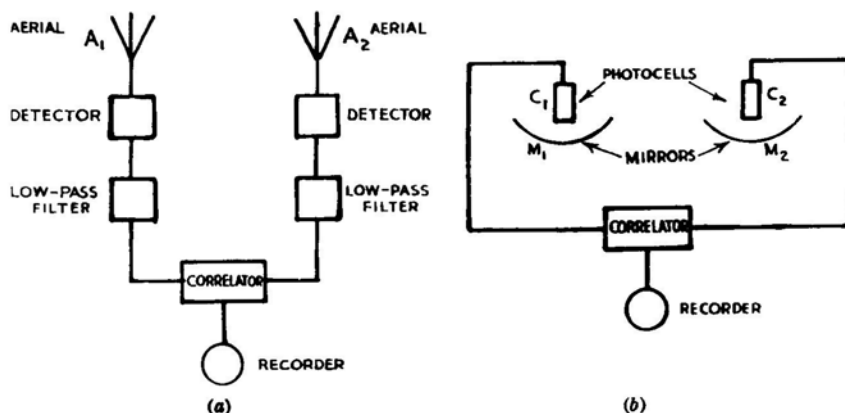 AERIAL A1 A2 AERIAL
DETECTOR DETECTOR
LOW-PASS FILTER LOW-PASS FILTER
CORRELATOR
RECORDER
(a)
PHOTOCELLS
C1 C2
M1 MIRRORS M2
CORRELATOR
RECORDER
(b)